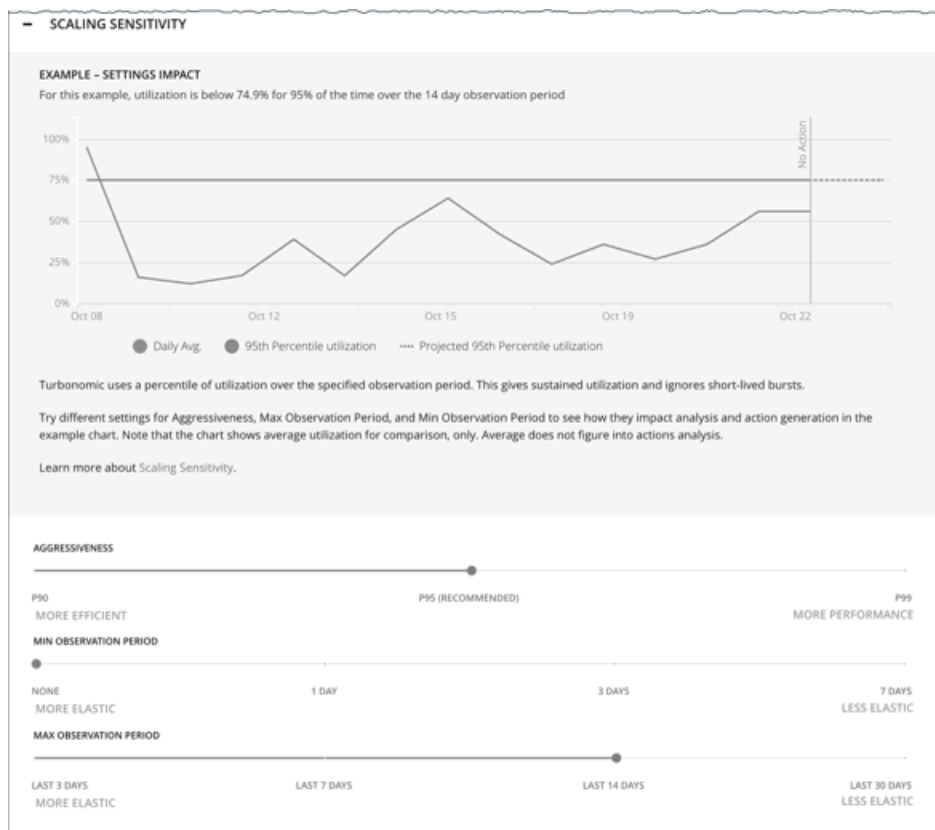 SCALING SENSITIVITY
EXAMPLE – SETTINGS IMPACT
For this example, utilization is below 74.9% for 95% of the time over the 14 day observation period
100%
75%
50%
25%
0%
No Action
Oct 08
Oct 12
Oct 15
Oct 19
Oct 22
Daily Avg.
95th Percentile utilization
Projected 95th Percentile utilization
Turbonomic uses a percentile of utilization over the specified observation period. This gives sustained utilization and ignores short-lived bursts.
Try different settings for Aggressiveness, Max Observation Period, and Min Observation Period to see how they impact analysis and action generation in the
example chart. Note that the chart shows average utilization for comparison, only. Average does not figure into actions analysis.
Learn more about Scaling Sensitivity.
AGGRESSIVENESS
P90
P95 (RECOMMENDED)
P99
MORE EFFICIENT
MORE PERFORMANCE
MIN OBSERVATION PERIOD
NONE
1 DAY
3 DAYS
7 DAYS
MORE ELASTIC
LESS ELASTIC
MAX OBSERVATION PERIOD
LAST 3 DAYS
LAST 7 DAYS
LAST 14 DAYS
LAST 30 DAYS
MORE ELASTIC
LESS ELASTIC